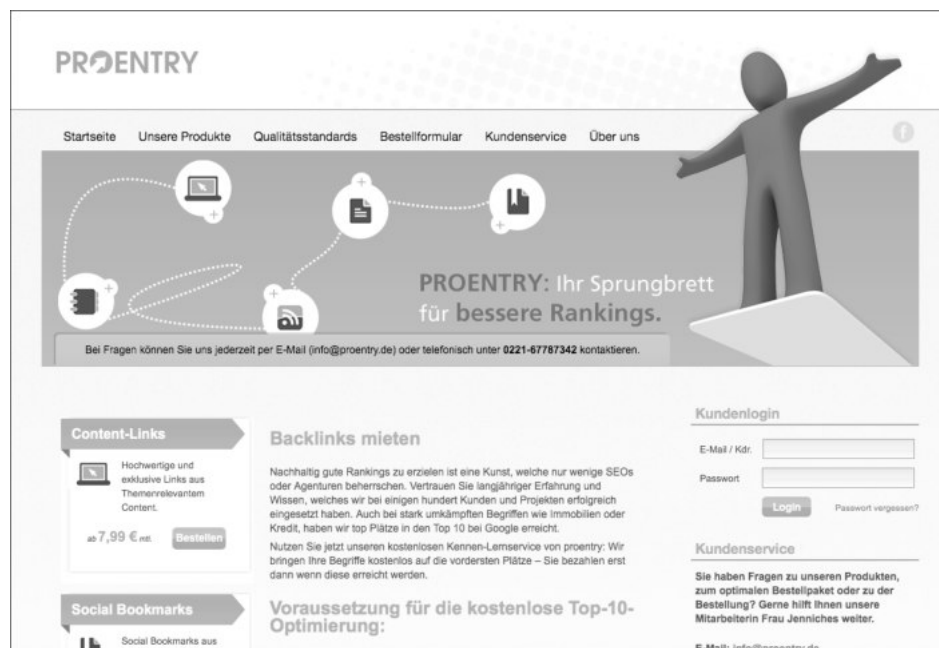 PROENTRY
Startseite Unsere Produkte Qualitätsstandards Bestellformular Kundenservice Über uns
f
PROENTRY: Ihr Sprungbrett
für bessere Rankings.
Bei Fragen können Sie uns jederzeit per E-Mail (info@proentry.de) oder telefonisch unter 0221-67787342 kontaktieren.
Content-Links
Hochwertige und
exklusive Links aus
Themenrelevantem
Content.
ab 7,99 € mtl. Bestellen
Social Bookmarks
Social Bookmarks aus
Backlinks mieten
Nachhaltig gute Rankings zu erzielen ist eine Kunst, welche nur wenige SEOs
oder Agenturen beherrschen. Vertrauen Sie langjähriger Erfahrung und
Wissen, welches wir bei einigen hundert Kunden und Projekten erfolgreich
eingesetzt haben. Auch bei stark umkämpften Begriffen wie Immobilien oder
Kredit, haben wir top Plätze in den Top 10 bei Google erreicht.
Nutzen Sie jetzt unseren kostenlosen Kennen-Lernservice von proentry: Wir
bringen Ihre Begriffe kostenlos auf die vordersten Plätze – Sie bezahlen erst
dann wenn diese erreicht werden.
Voraussetzung für die kostenlose Top-10-
Optimierung:
Kundenlogin
E-Mail / Kdr.
Passwort
Login Passwort vergessen?
Kundenservice
Sie haben Fragen zu unseren Produkten,
zum optimalen Bestellpaket oder zu der
Bestellung? Gerne hilft Ihnen unsere
Mitarbeiterin Frau Jenniches weiter.
E-Mail: info@proentry.de